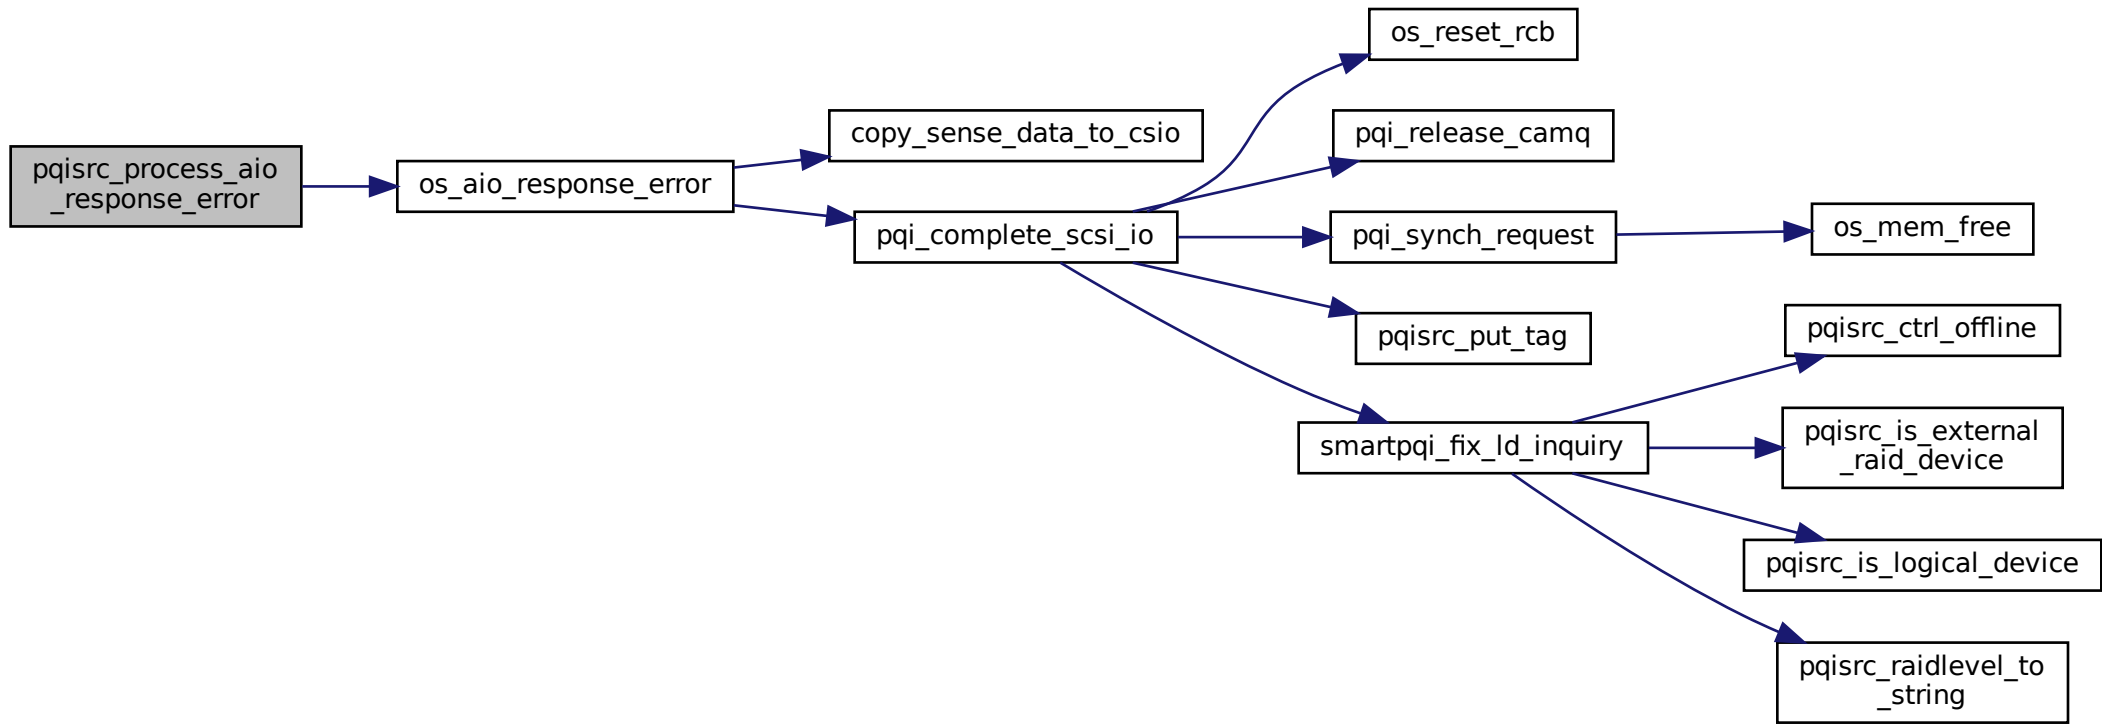 pqisrc_process_aio
_response_error
os_aio_response_error
copy_sense_data_to_csio
pqi_complete_scsi_io
os_reset_rcb
pqi_release_camq
pqi_synch_request
os_mem_free
pqisrc_put_tag
smartpqi_fix_ld_inquiry
pqisrc_ctrl_offline
pqisrc_is_external
_raid_device
pqisrc_is_logical_device
pqisrc_raidlevel_to
_string